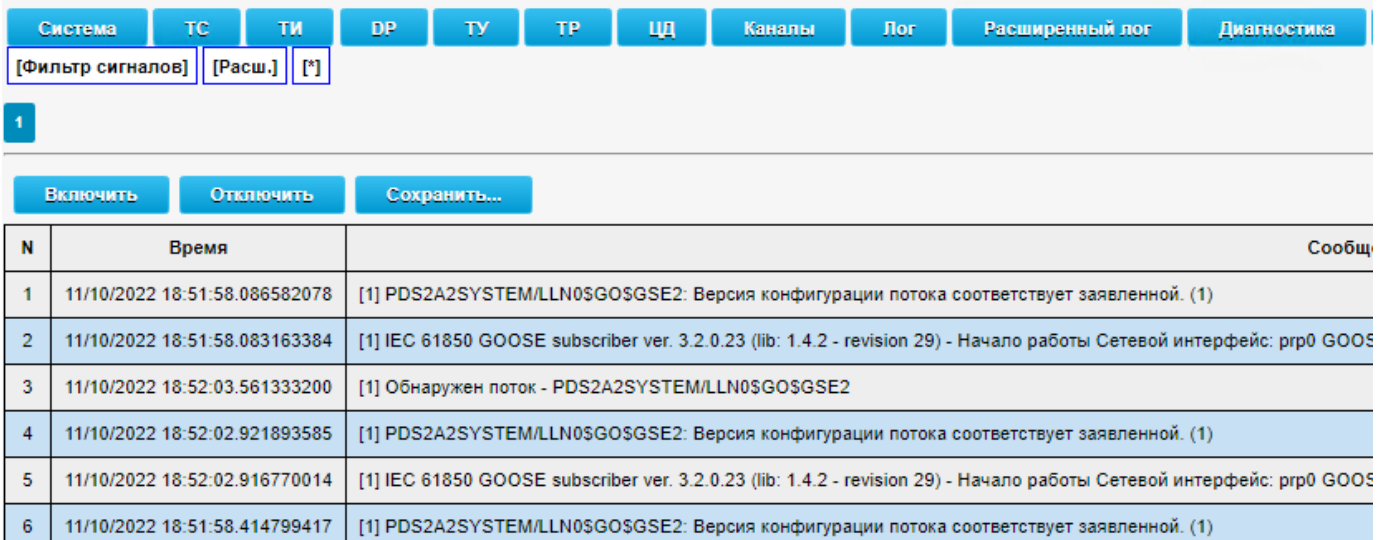 Система ТС ТИ DP ТУ ТР ЦД Каналы Лог Расширенный лог Диагностика
[Фильтр сигналов] [Расш.] [*]
1
Включить Отключить Сохранить...
N Время Сообще
1 11/10/2022 18:51:58.086582078 [1] PDS2A2SYSTEM/LLN0$GO$GSE2: Версия конфигурации потока соответствует заявленной. (1)
2 11/10/2022 18:51:58.083163384 [1] IEC 61850 GOOSE subscriber ver. 3.2.0.23 (lib: 1.4.2 - revision 29) - Начало работы Сетевой интерфейс: prp0 GOOS
3 11/10/2022 18:52:03.561333200 [1] Обнаружен поток - PDS2A2SYSTEM/LLN0$GO$GSE2
4 11/10/2022 18:52:02.921893585 [1] PDS2A2SYSTEM/LLN0$GO$GSE2: Версия конфигурации потока соответствует заявленной. (1)
5 11/10/2022 18:52:02.916770014 [1] IEC 61850 GOOSE subscriber ver. 3.2.0.23 (lib: 1.4.2 - revision 29) - Начало работы Сетевой интерфейс: prp0 GOOS
6 11/10/2022 18:51:58.414799417 [1] PDS2A2SYSTEM/LLN0$GO$GSE2: Версия конфигурации потока соответствует заявленной. (1)